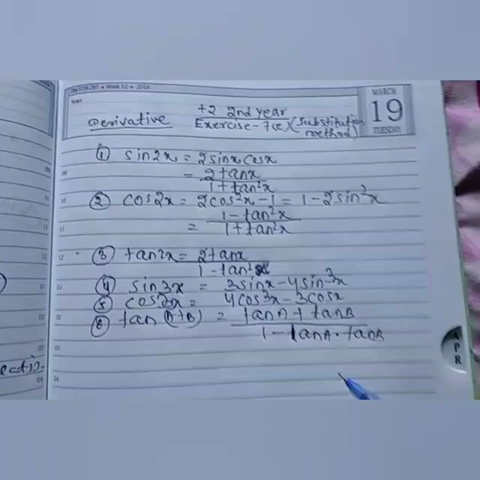 +2 2nd year
MARCH
19
TUESDAY
Derivative Exercise-7(e) (Substitution method)
① sin2x = 2sinx cosx
= 2tanx / 1+tan²x
② cos2x = 2cos²x-1 = 1-2sin²x
= 1-tan²x / 1+tan²x
③ tan2x = 2tanx / 1-tan²x
④ sin3x = 3sinx-4sin³x
⑤ cos3x = 4cos³x-3cosx
⑥ tan(A+B) = tanA+tanB / 1-tanA.tanB
APR